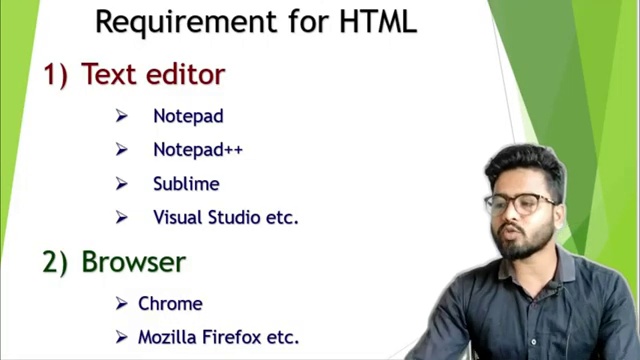 Requirement for HTML
1) Text editor
➢ Notepad
➢ Notepad++
➢ Sublime
➢ Visual Studio etc.
2) Browser
➢ Chrome
➢ Mozilla Firefox etc.